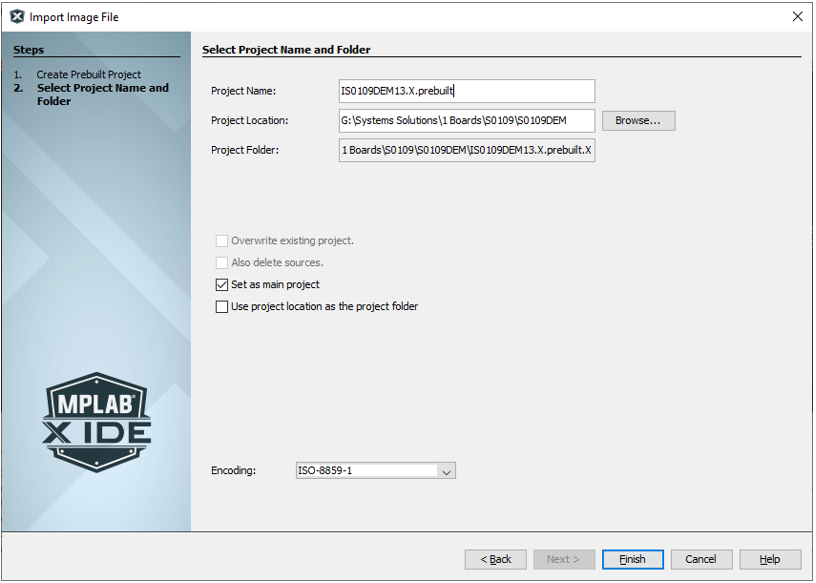 Import Image File
Steps
1. Create Prebuilt Project
2. Select Project Name and
Folder
Select Project Name and Folder
Project Name: IS0109DEM13.X.prebuilt
Project Location: G:\Systems Solutions\1 Boards\S0109\S0109DEM Browse...
Project Folder: 1 Boards\S0109\S0109DEM\IS0109DEM13.X.prebuilt.X
Overwrite existing project.
Also delete sources.
Set as main project
Use project location as the project folder
MPLAB
X IDE
Encoding: ISO-8859-1
< Back Next > Finish Cancel Help